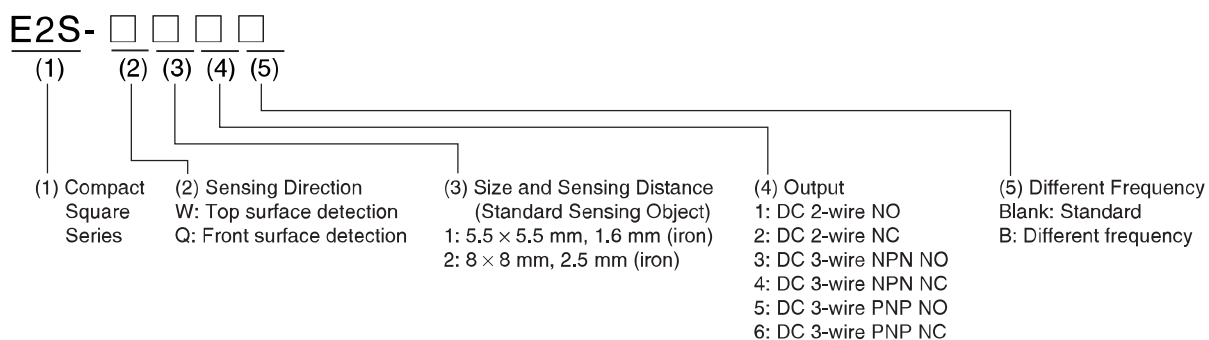 E2S- □ □ □ □
(1) (2) (3) (4) (5)
(1) Compact
Square
Series
(2) Sensing Direction
W: Top surface detection
Q: Front surface detection
(3) Size and Sensing Distance
(Standard Sensing Object)
1: 5.5 × 5.5 mm, 1.6 mm (iron)
2: 8 × 8 mm, 2.5 mm (iron)
(4) Output
1: DC 2-wire NO
2: DC 2-wire NC
3: DC 3-wire NPN NO
4: DC 3-wire NPN NC
5: DC 3-wire PNP NO
6: DC 3-wire PNP NC
(5) Different Frequency
Blank: Standard
B: Different frequency